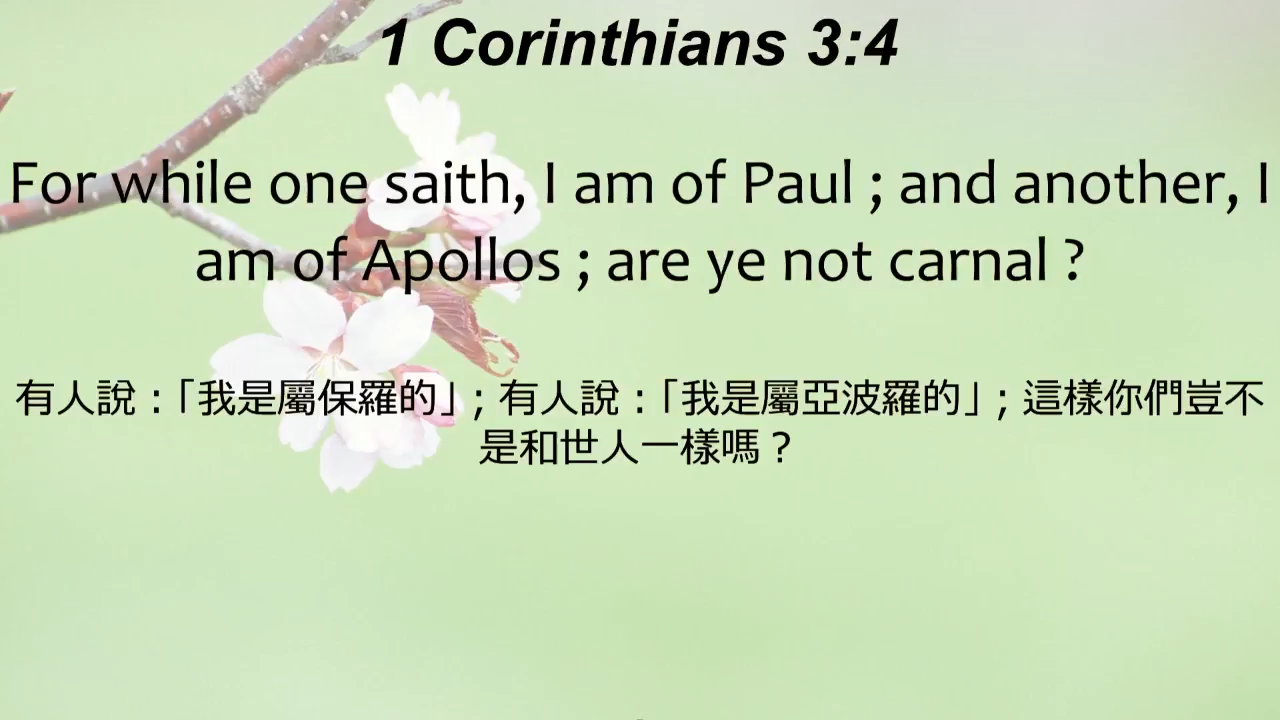 1 Corinthians 3:4
For while one saith, I am of Paul ; and another, I
am of Apollos ; are ye not carnal ?
有人說：「我是屬保羅的」；有人說：「我是屬亞波羅的」；這樣你們豈不
是和世人一樣嗎？